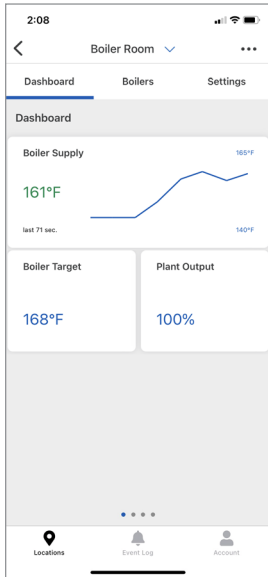 2:08
Boiler Room
Dashboard Boilers Settings
Dashboard
Boiler Supply 165°F
161°F
last 71 sec. 140°F
Boiler Target Plant Output
168°F 100%
Locations Event Log Account